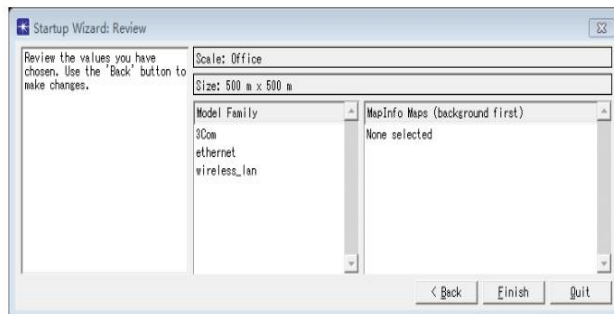 Startup Wizard: Review
Review the values you have
chosen. Use the 'Back' button to
make changes.
Scale: Office
Size: 500 m x 500 m
Model Family
3Com
ethernet
wireless_lan
MapInfo Maps (background first)
None selected
< Back
Finish
Quit